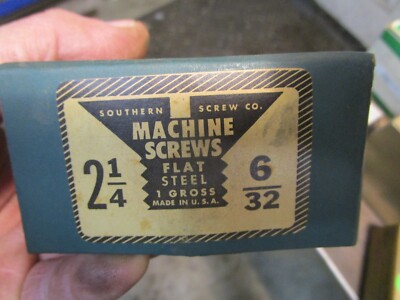 SOUTHERN SCREW CO.
MACHINE
SCREWS
FLAT
STEEL
1 GROSS
MADE IN U.S.A.
2 1/4
6/32